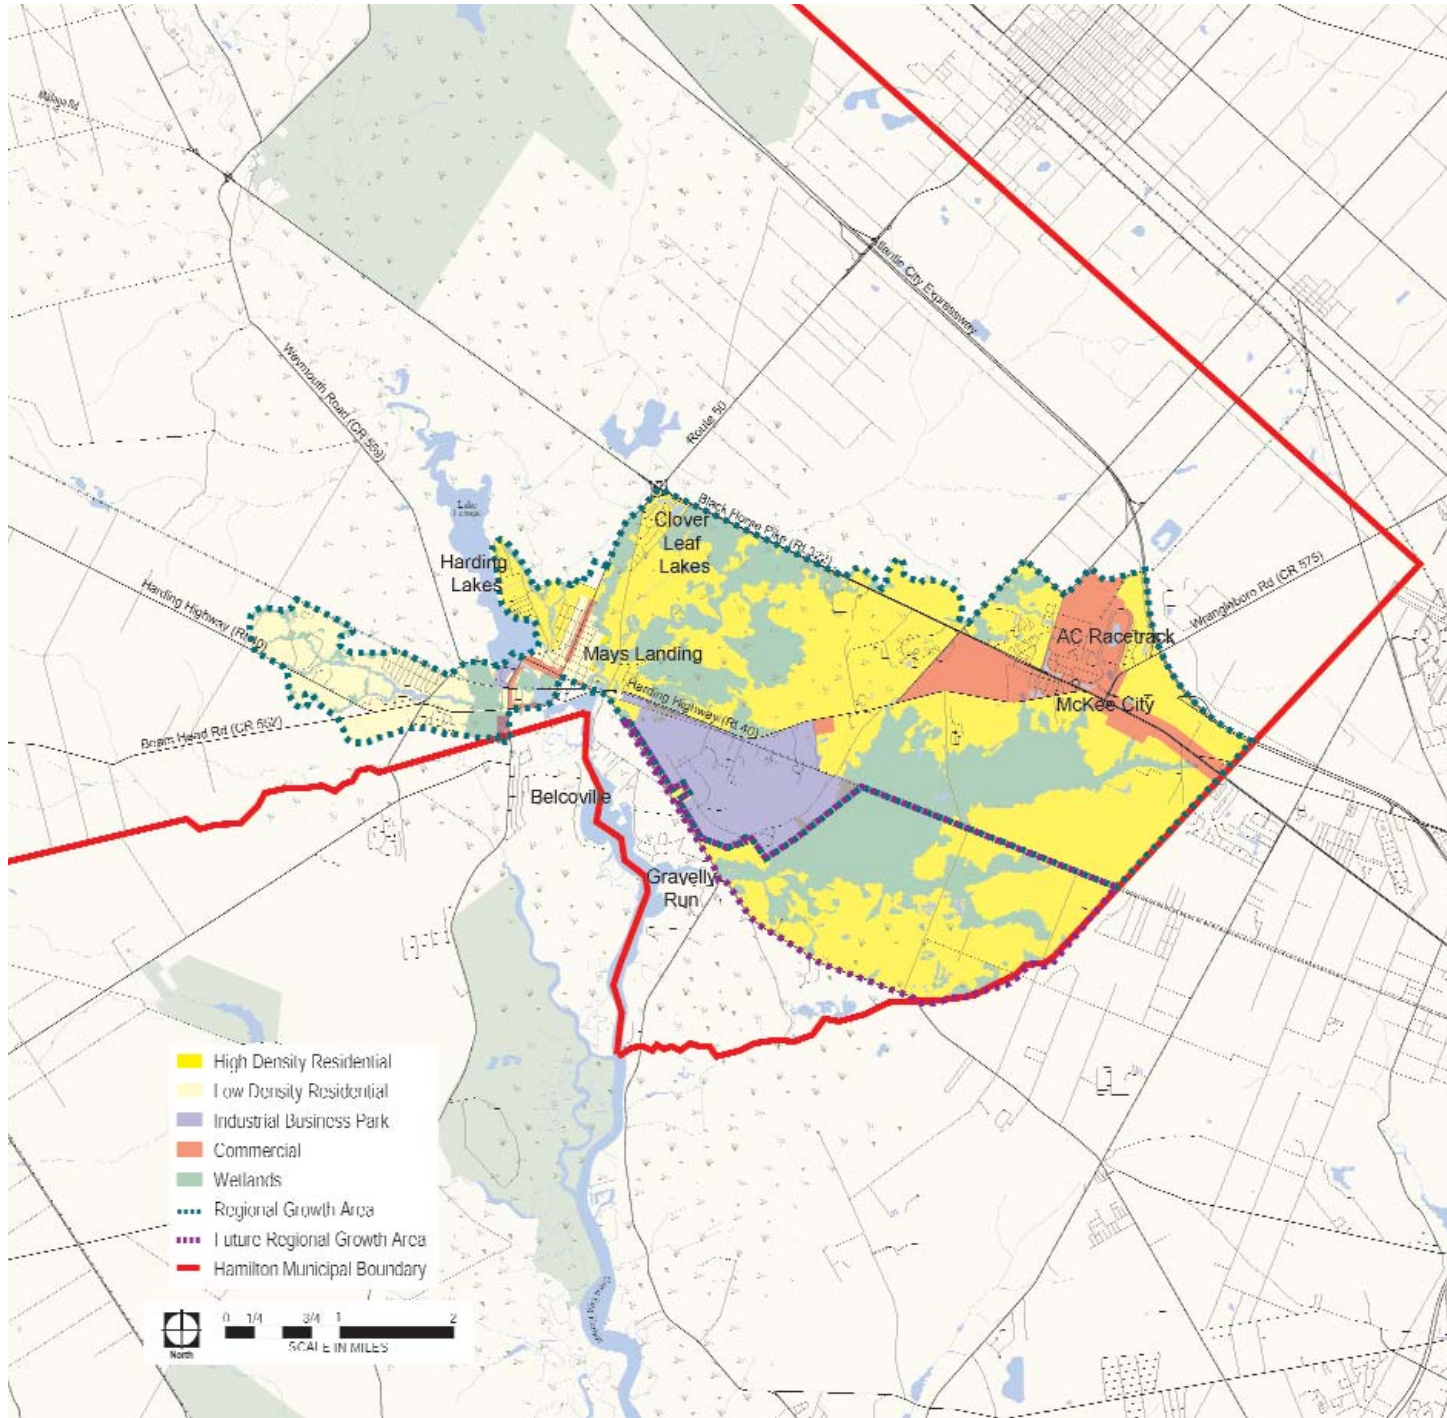 Malaga Rd
Atlantic City Expressway
Weymouth Road (CR 559)
Route 50
Lake
Lenape
Black Horse Pike (Rt 322)
Clover
Leaf
Lakes
Harding
Lakes
Wrangleboro Rd (CR 575)
Harding Highway (Rt 40)
AC Racetrack
Mays Landing
Harding Highway (Rt 40)
McKee City
Boam Head Rd (CR 552)
Belcoville
Gravelly
Run
High Density Residential
Low Density Residential
Industrial Business Park
Commercial
Wetlands
Regional Growth Area
Future Regional Growth Area
Hamilton Municipal Boundary
0 1/4 3/4 1 2
SCALE IN MILES
North